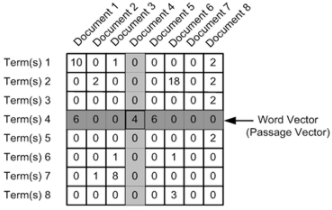 Document 1
Document 2
Document 3
Document 4
Document 5
Document 6
Document 7
Document 8
Term(s) 1 10 0 1 0 0 0 0 2
Term(s) 2 0 2 0 0 0 18 0 2
Term(s) 3 0 0 0 0 0 0 0 2
Term(s) 4 6 0 0 4 6 0 0 0
Word Vector
(Passage Vector)
Term(s) 5 0 0 0 0 0 0 0 2
Term(s) 6 0 0 1 0 0 1 0 0
Term(s) 7 0 1 8 0 0 0 0 0
Term(s) 8 0 0 0 0 0 3 0 0